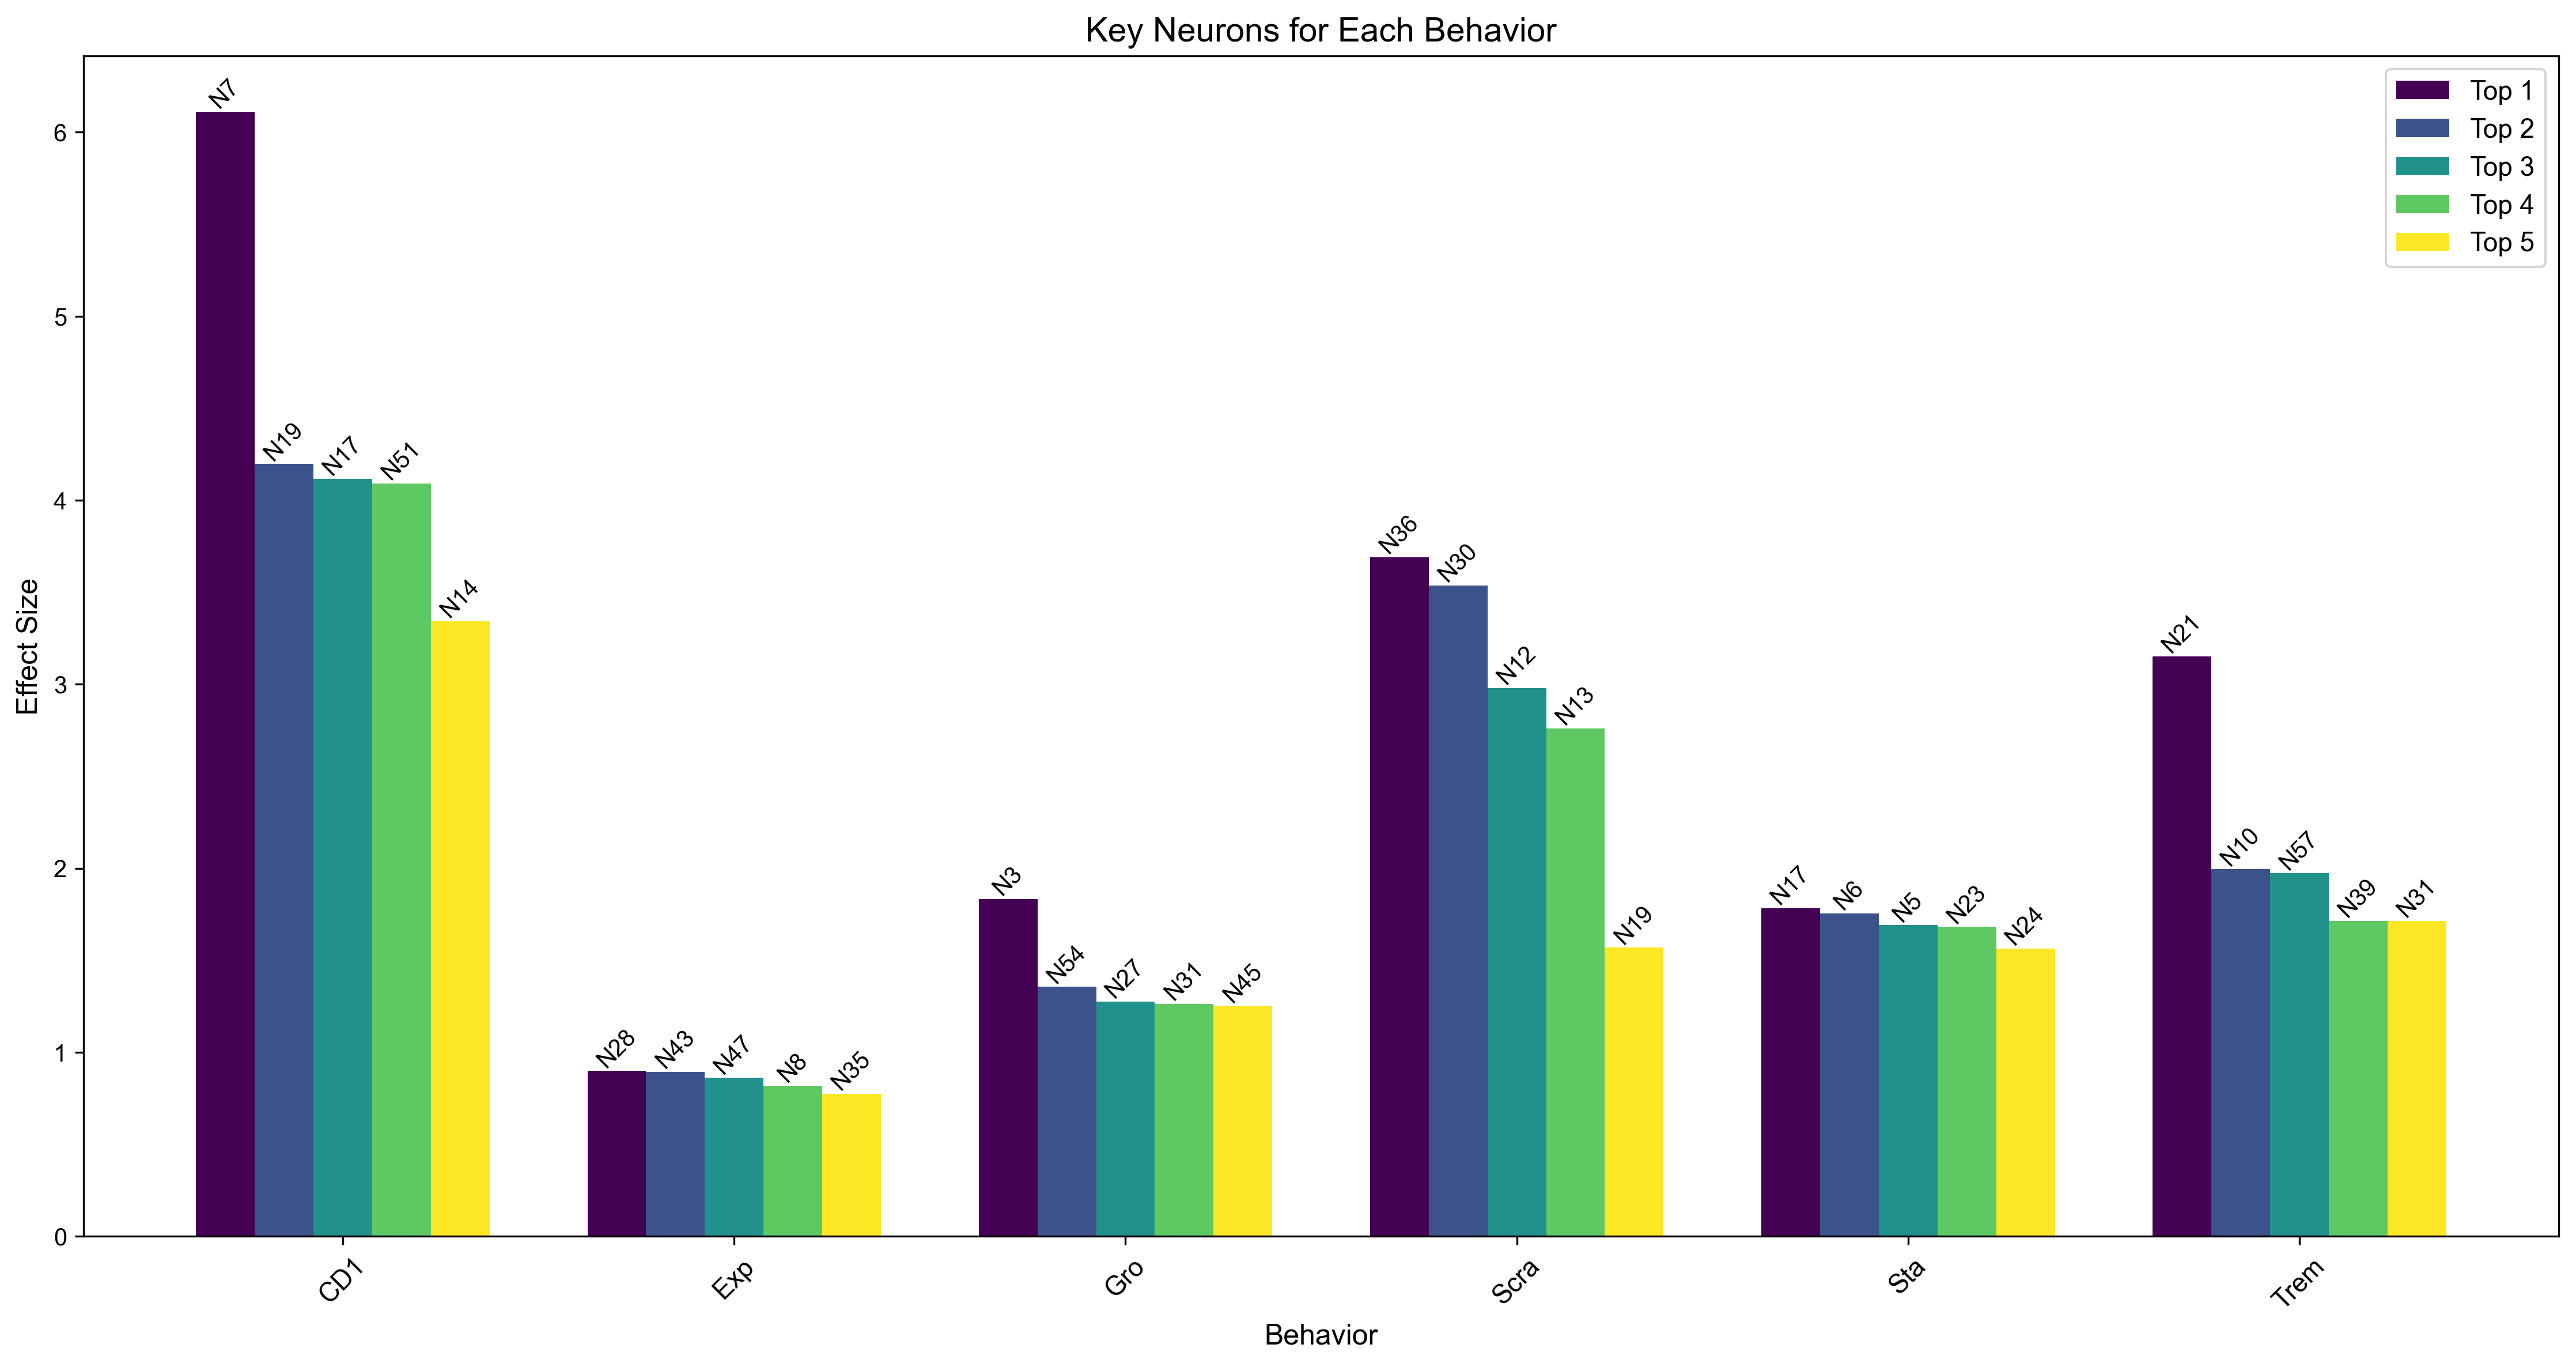 Key Neurons for Each Behavior
Top 1
Top 2
Top 3
Top 4
Top 5
Effect Size
6
5
4
3
2
1
0
N7
N19
N17
N51
N14
N28
N43
N47
N8
N35
N3
N54
N27
N31
N45
N36
N30
N12
N13
N19
N17
N6
N5
N23
N24
N21
N10
N57
N39
N31
CD1
Exp
Gro
Scra
Sta
Trem
Behavior